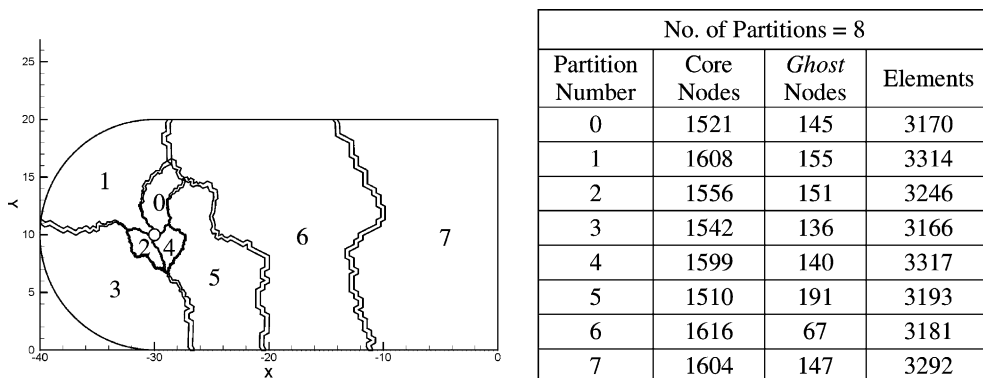 25
20
15
10
5
0
Y
-40
-30
-20
-10
0
X
1
0
2
4
3
5
6
7
No. of Partitions = 8
Partition Number | Core Nodes | Ghost Nodes | Elements
0 1521 145 3170
1 1608 155 3314
2 1556 151 3246
3 1542 136 3166
4 1599 140 3317
5 1510 191 3193
6 1616 67 3181
7 1604 147 3292